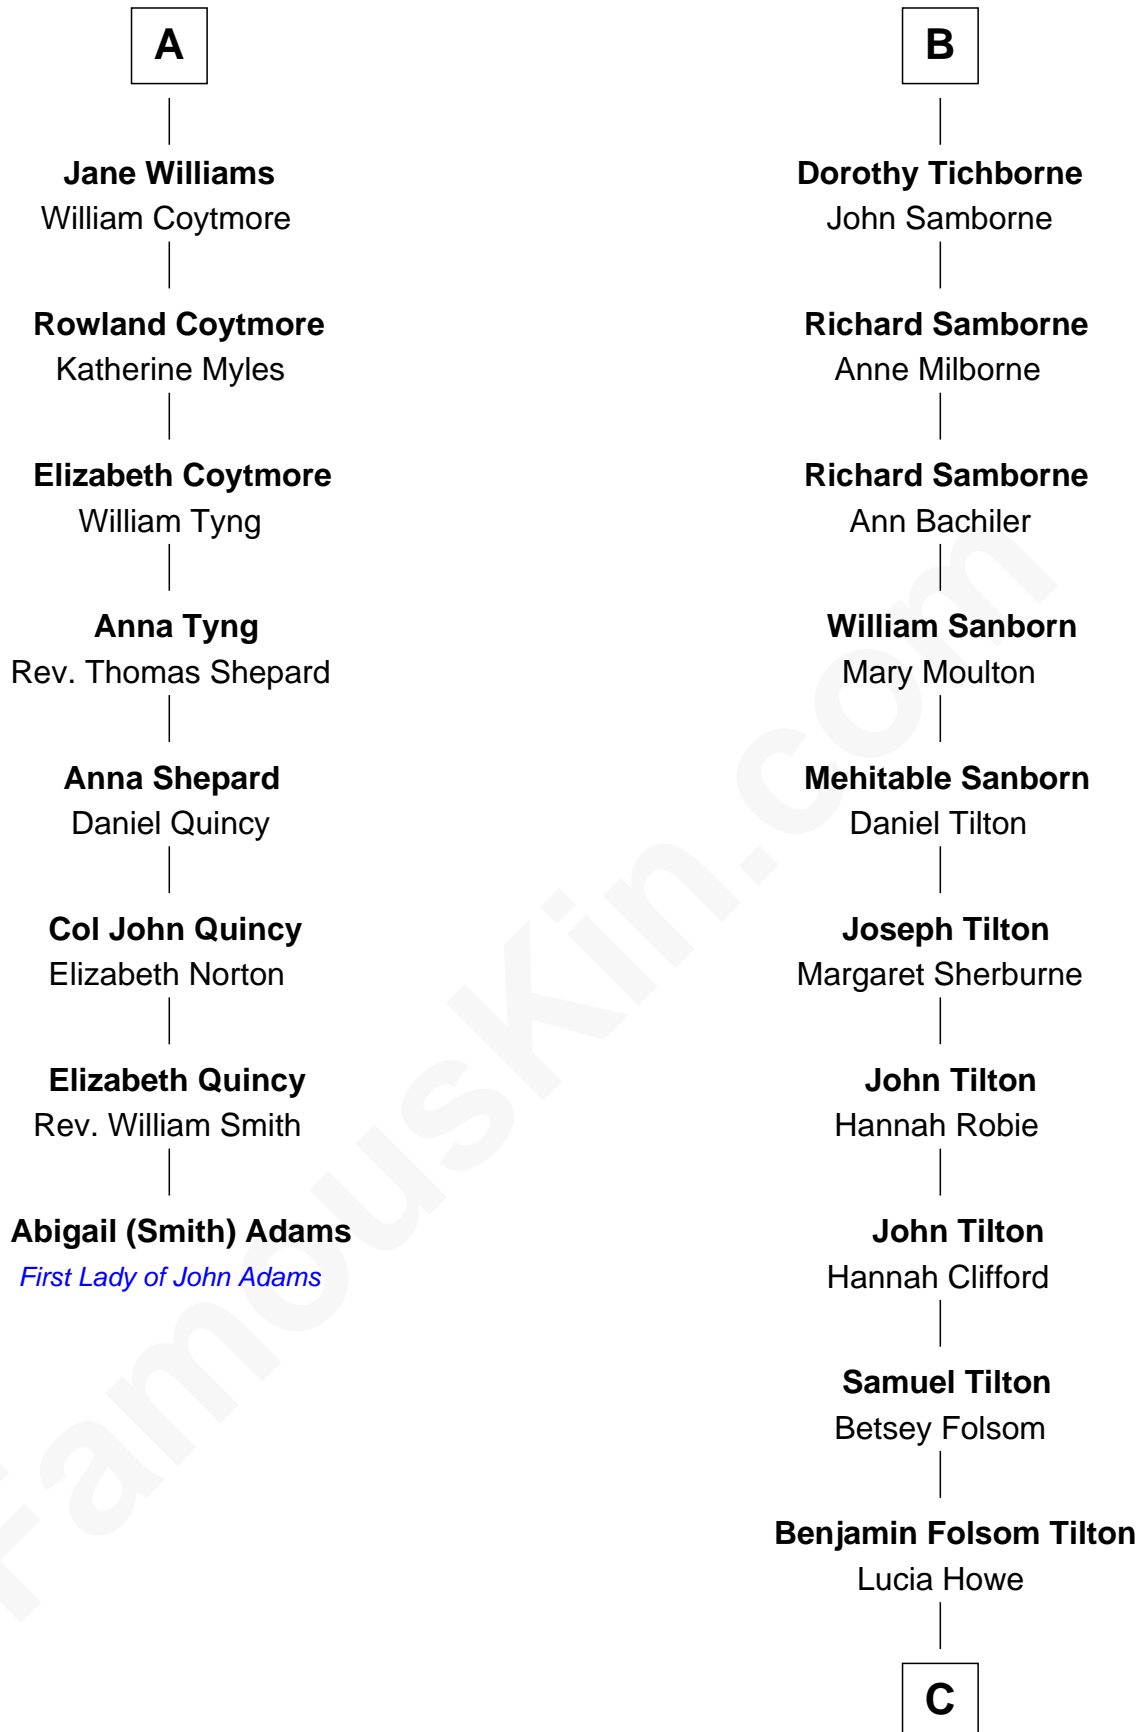 A
Jane Williams
William Coytmore
Rowland Coytmore
Katherine Myles
Elizabeth Coytmore
William Tyng
Anna Tyng
Rev. Thomas Shepard
Anna Shepard
Daniel Quincy
Col John Quincy
Elizabeth Norton
Elizabeth Quincy
Rev. William Smith
Abigail (Smith) Adams
First Lady of John Adams
B
Dorothy Tichborne
John Samborne
Richard Samborne
Anne Milborne
Richard Samborne
Ann Bachiler
William Sanborn
Mary Moulton
Mehitable Sanborn
Daniel Tilton
Joseph Tilton
Margaret Sherburne
John Tilton
Hannah Robie
John Tilton
Hannah Clifford
Samuel Tilton
Betsey Folsom
Benjamin Folsom Tilton
Lucia Howe
C
FamousKin.com